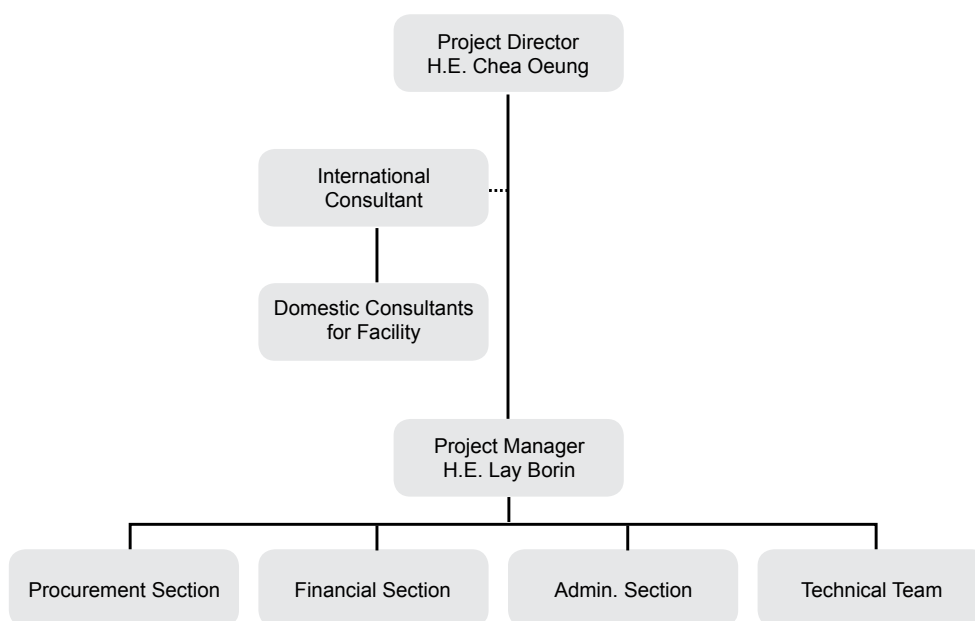 Project Director
H.E. Chea Oeung
International
Consultant
Domestic Consultants
for Facility
Project Manager
H.E. Lay Borin
Procurement Section
Financial Section
Admin. Section
Technical Team